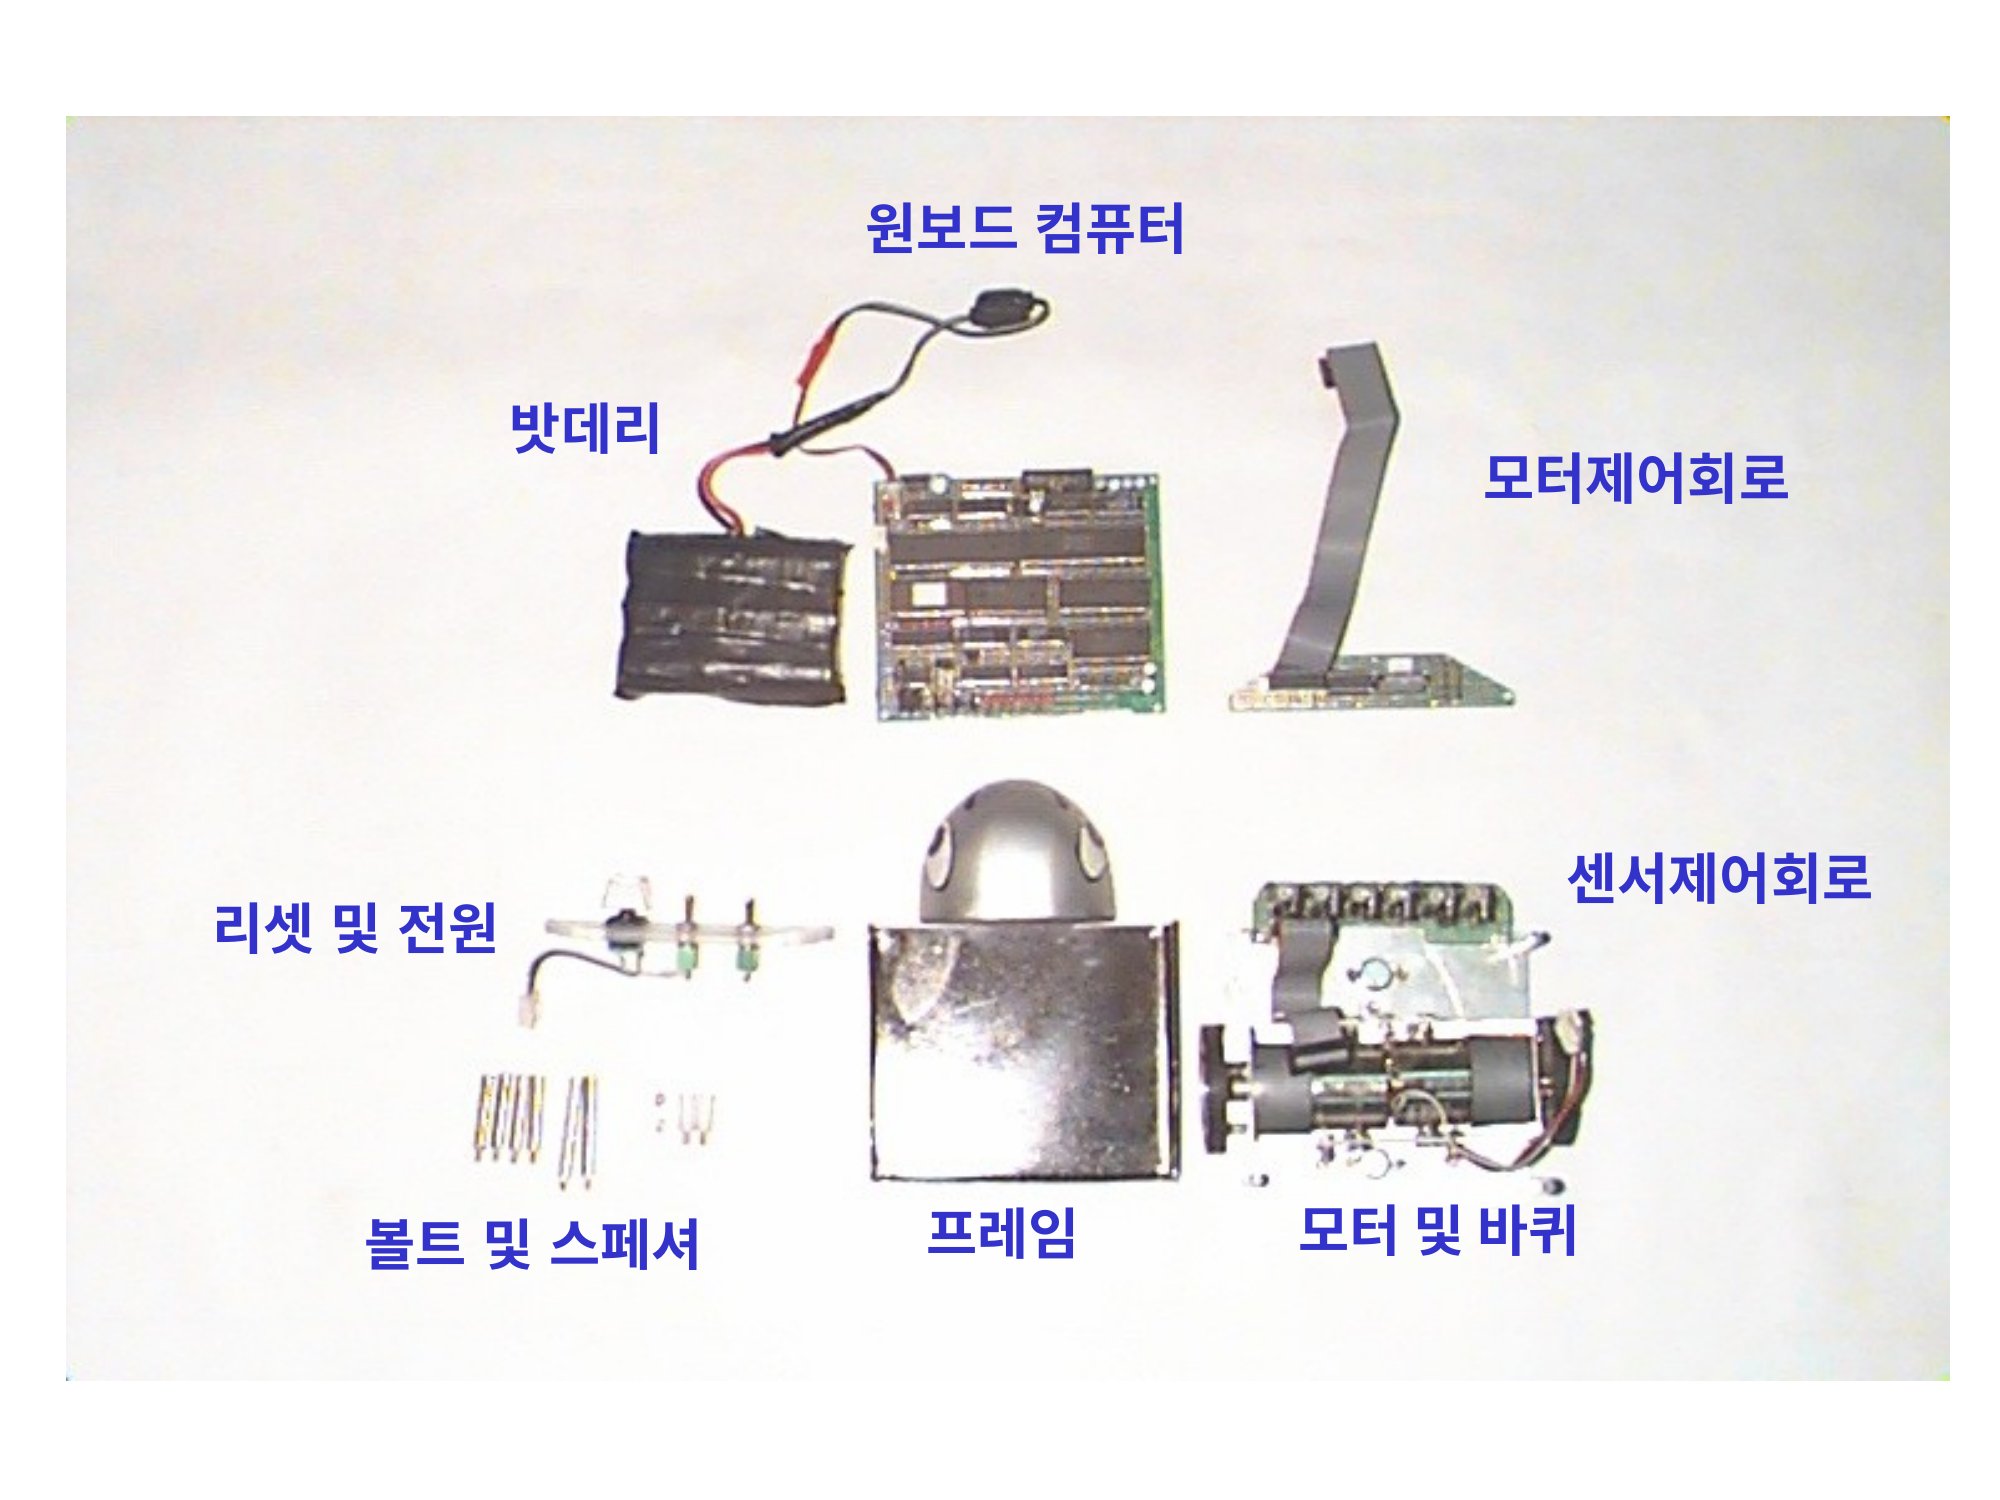 원보드 컴퓨터
밧데리
모터제어회로
센서제어회로
리셋 및 전원
볼트 및 스페셔
프레임
모터 및 바퀴